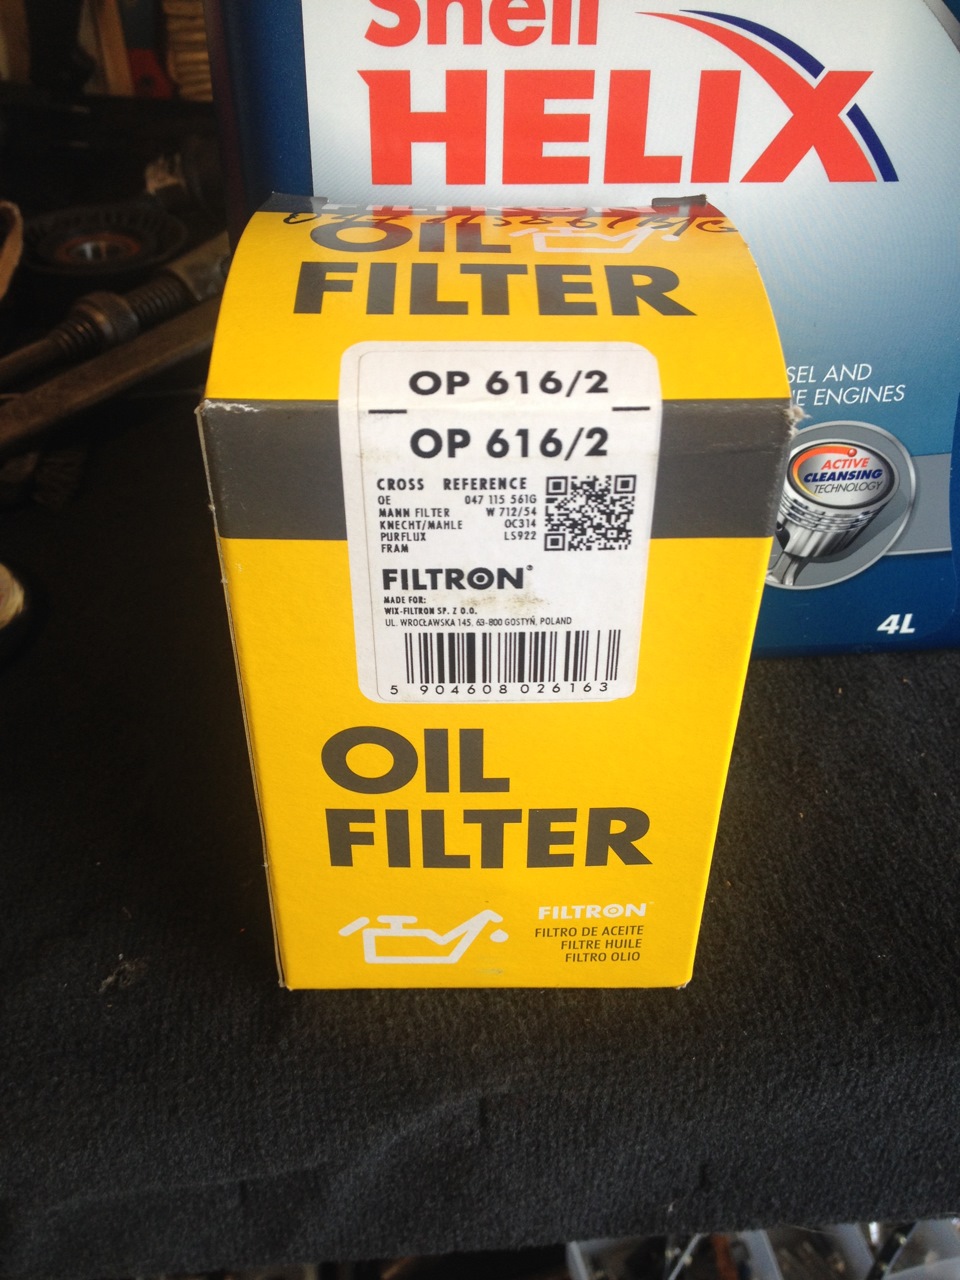 Shell
HELIX
OIL
FILTER
OP 616/2
OP 616/2
CROSS REFERENCE
OE 047 115 561G
MANN FILTER W 712/54
KNECHT/MAHLE OC314
PURFLUX LS922
FRAM
FILTRON®
MADE FOR:
WIX-FILTRON SP. Z O.O.
UL. WROCŁAWSKA 145, 63-800 GOSTYŃ, POLAND
5 904608 026163
OIL
FILTER
FILTRON™
FILTRO DE ACEITE
FILTRE HUILE
FILTRO OLIO
SEL AND
E ENGINES
ACTIVE
CLEANSING
TECHNOLOGY
4L